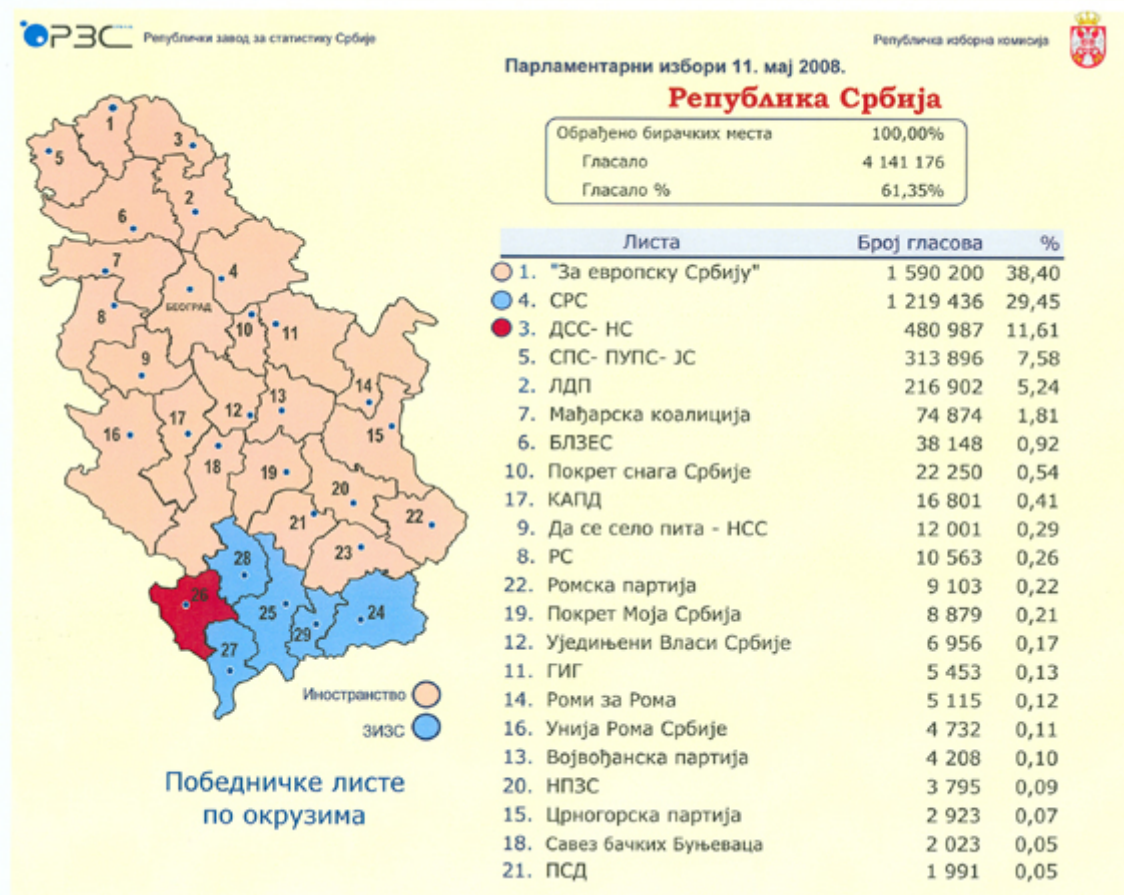 РЗС Републички завод за статистику Србије
Републичка изборна комисија
Парламентарни избори 11. мај 2008.
Република Србија
Обрађено бирачких места 100,00%
Гласало 4 141 176
Гласало % 61,35%
Листа Број гласова %
1. "За европску Србију" 1 590 200 38,40
4. СРС 1 219 436 29,45
3. ДСС- НС 480 987 11,61
5. СПС- ПУПС- ЈС 313 896 7,58
2. ЛДП 216 902 5,24
7. Мађарска коалиција 74 874 1,81
6. БЛЗЕС 38 148 0,92
10. Покрет снага Србије 22 250 0,54
17. КАПД 16 801 0,41
9. Да се село пита - НСС 12 001 0,29
8. РС 10 563 0,26
22. Ромска партија 9 103 0,22
19. Покрет Моја Србија 8 879 0,21
12. Уједињени Власи Србије 6 956 0,17
11. ГИГ 5 453 0,13
14. Роми за Рома 5 115 0,12
16. Унија Рома Србије 4 732 0,11
13. Војвођанска партија 4 208 0,10
20. НПЗС 3 795 0,09
15. Црногорска партија 2 923 0,07
18. Савез бачких Буњеваца 2 023 0,05
21. ПСД 1 991 0,05
1
3
5
2
6
7
4
БЕОГРАД
8
10
11
9
14
13
12
17
16
15
18
19
20
21
22
23
28
26
25
24
29
27
Иностранство
ЗИЗС
Победничке листе
по окрузима